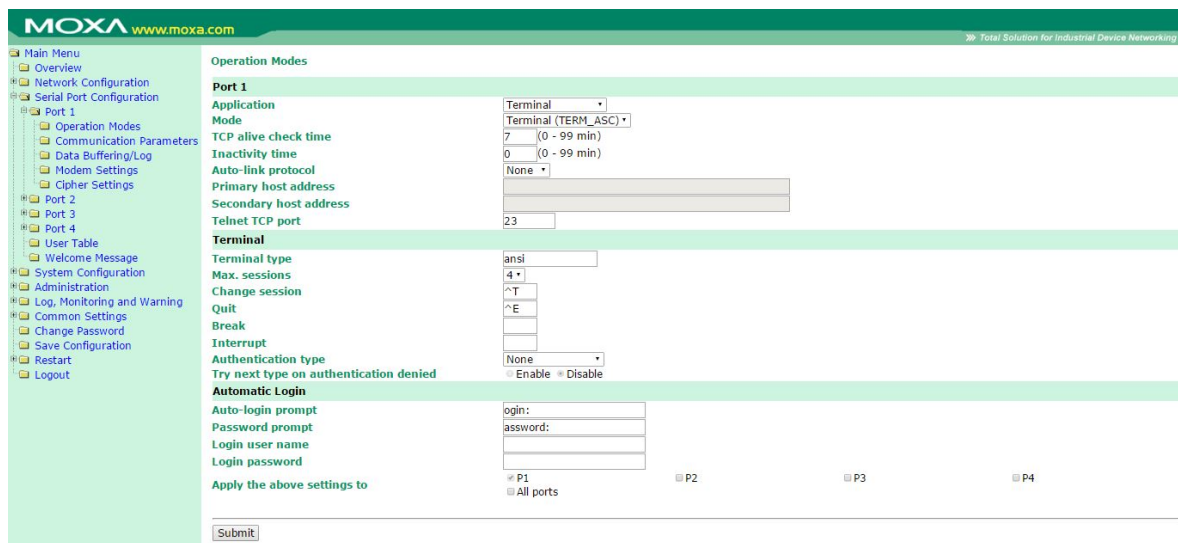 MOXA www.moxa.com
Total Solution for Industrial Device Networking
Main Menu
Overview
Network Configuration
Serial Port Configuration
Port 1
Operation Modes
Communication Parameters
Data Buffering/Log
Modem Settings
Cipher Settings
Port 2
Port 3
Port 4
User Table
Welcome Message
System Configuration
Administration
Log, Monitoring and Warning
Common Settings
Change Password
Save Configuration
Restart
Logout
Operation Modes
Port 1
Application Terminal
Mode Terminal (TERM_ASC)
TCP alive check time 7 (0 - 99 min)
Inactivity time 0 (0 - 99 min)
Auto-link protocol None
Primary host address
Secondary host address
Telnet TCP port 23
Terminal
Terminal type ansi
Max. sessions 4
Change session ^T
Quit ^E
Break
Interrupt
Authentication type None
Try next type on authentication denied Enable Disable
Automatic Login
Auto-login prompt ogin:
Password prompt assword:
Login user name
Login password
Apply the above settings to P1 P2 P3 P4
All ports
Submit